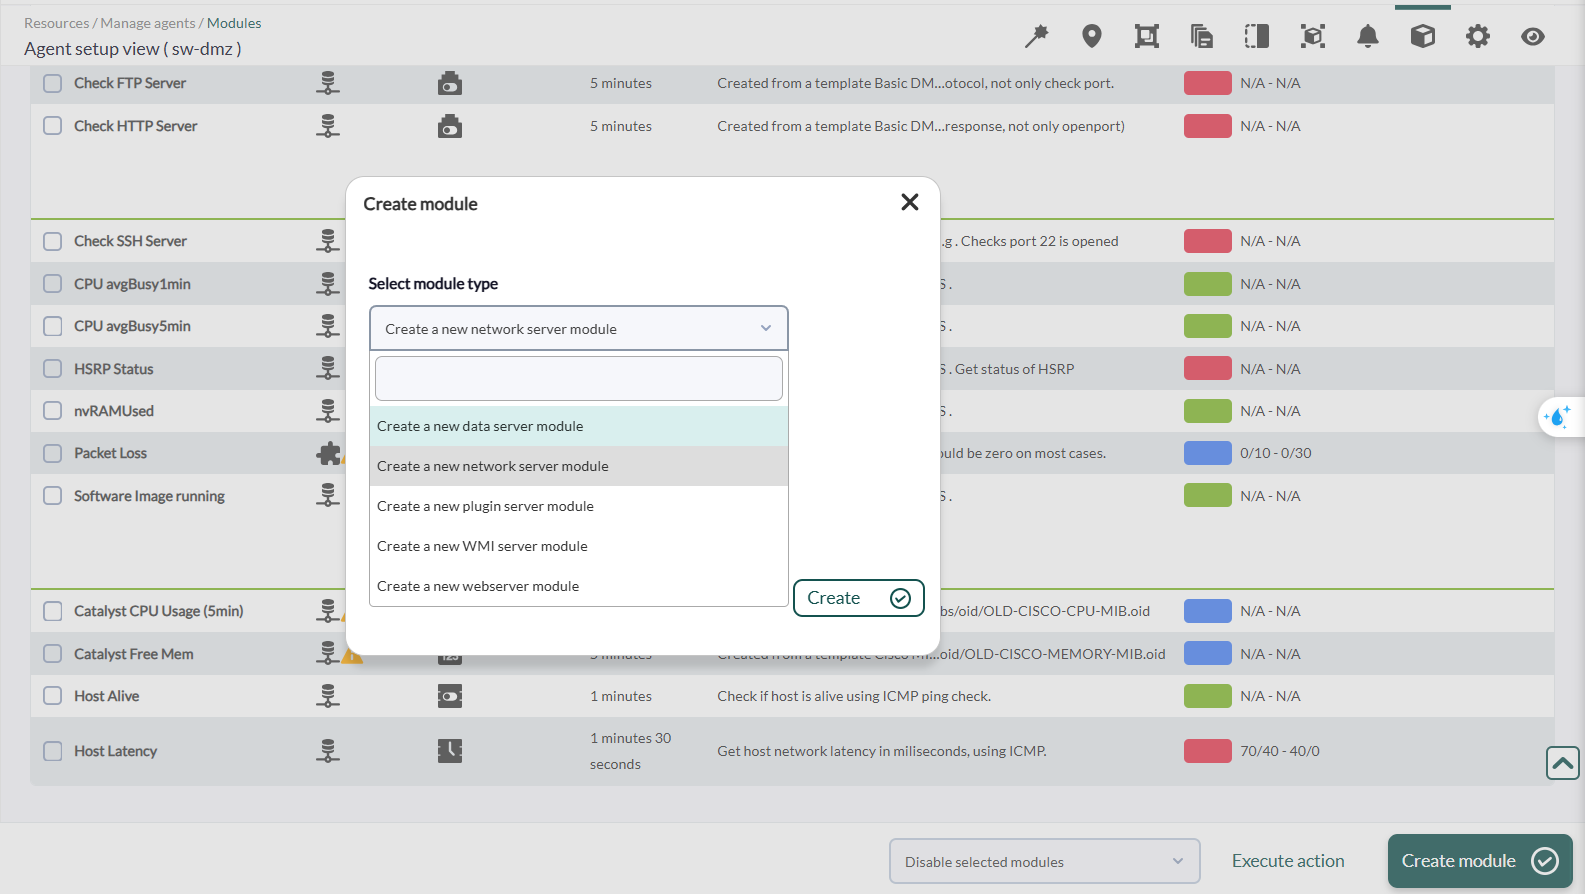 Resources / Manage agents / Modules
Agent setup view ( sw-dmz )
Check FTP Server 5 minutes Created from a template Basic DM...otocol, not only check port. N/A - N/A
Check HTTP Server 5 minutes Created from a template Basic DM...response, not only openport) N/A - N/A
Create module
Check SSH Server .g . Checks port 22 is opened N/A - N/A
Select module type
CPU avgBusy1min S . N/A - N/A
Create a new network server module
CPU avgBusy5min S . N/A - N/A
HSRP Status S . Get status of HSRP N/A - N/A
nvRAMUsed S . N/A - N/A
Create a new data server module
Packet Loss uld be zero on most cases. 0/10 - 0/30
Create a new network server module
Software Image running S . N/A - N/A
Create a new plugin server module
Create a new WMI server module
Create a new webserver module
Create
Catalyst CPU Usage (5min) bs/oid/OLD-CISCO-CPU-MIB.oid N/A - N/A
Catalyst Free Mem ...oid/OLD-CISCO-MEMORY-MIB.oid N/A - N/A
Host Alive 1 minutes Check if host is alive using ICMP ping check. N/A - N/A
Host Latency 1 minutes 30 seconds Get host network latency in miliseconds, using ICMP. 70/40 - 40/0
Disable selected modules Execute action Create module